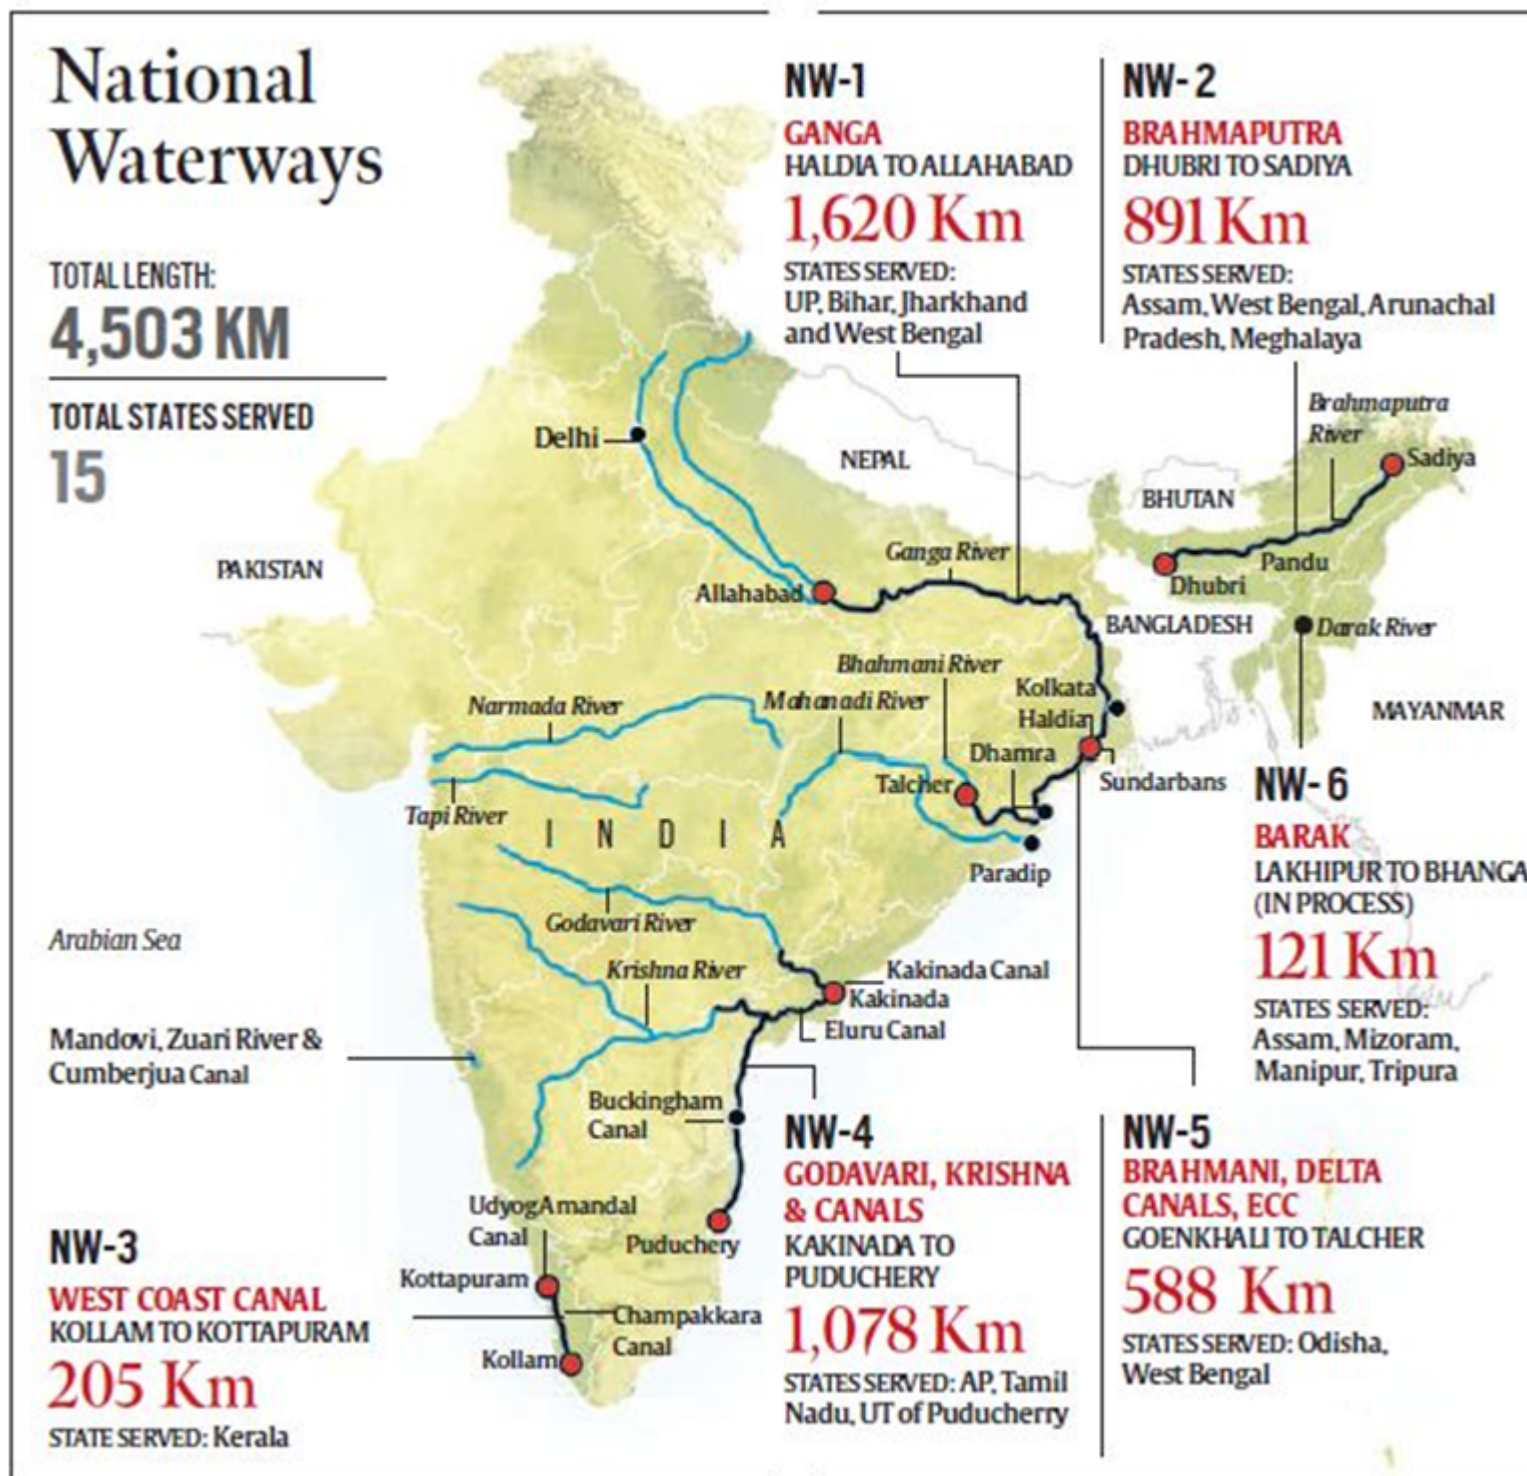 National
Waterways
TOTAL LENGTH:
4,503 KM
TOTAL STATES SERVED
15
NW-1
GANGA
HALDIA TO ALLAHABAD
1,620 Km
STATES SERVED:
UP, Bihar, Jharkhand
and West Bengal
NW-2
BRAHMAPUTRA
DHUBRI TO SADIYA
891 Km
STATES SERVED:
Assam, West Bengal, Arunachal
Pradesh, Meghalaya
Brahmaputra
River
Sadiya
Delhi
NEPAL
BHUTAN
PAKISTAN
Ganga River
Pandu
Dhubri
Allahabad
BANGLADESH
Darak River
Bhahmani River
Narmada River
Mahanadi River
Kolkata
Haldia
MAYANMAR
Dhamra
Talcher
Sundarbans
Tapi River
INDIA
Paradip
Godavari River
Arabian Sea
Krishna River
Kakinada Canal
Kakinada
Eluru Canal
Mandovi, Zuari River &
Cumberjua Canal
Buckingham
Canal
UdyogAmandal
Canal
Puduchery
Kottapuram
Champakkara
Canal
Kollam
NW-6
BARAK
LAKHIPUR TO BHANGA
(IN PROCESS)
121 Km
STATES SERVED:
Assam, Mizoram,
Manipur, Tripura
NW-3
WEST COAST CANAL
KOLLAM TO KOTTAPURAM
205 Km
STATE SERVED: Kerala
NW-4
GODAVARI, KRISHNA
& CANALS
KAKINADA TO
PUDUCHERY
1,078 Km
STATES SERVED: AP, Tamil
Nadu, UT of Puducherry
NW-5
BRAHMANI, DELTA
CANALS, ECC
GOENKHALI TO TALCHER
588 Km
STATES SERVED: Odisha,
West Bengal